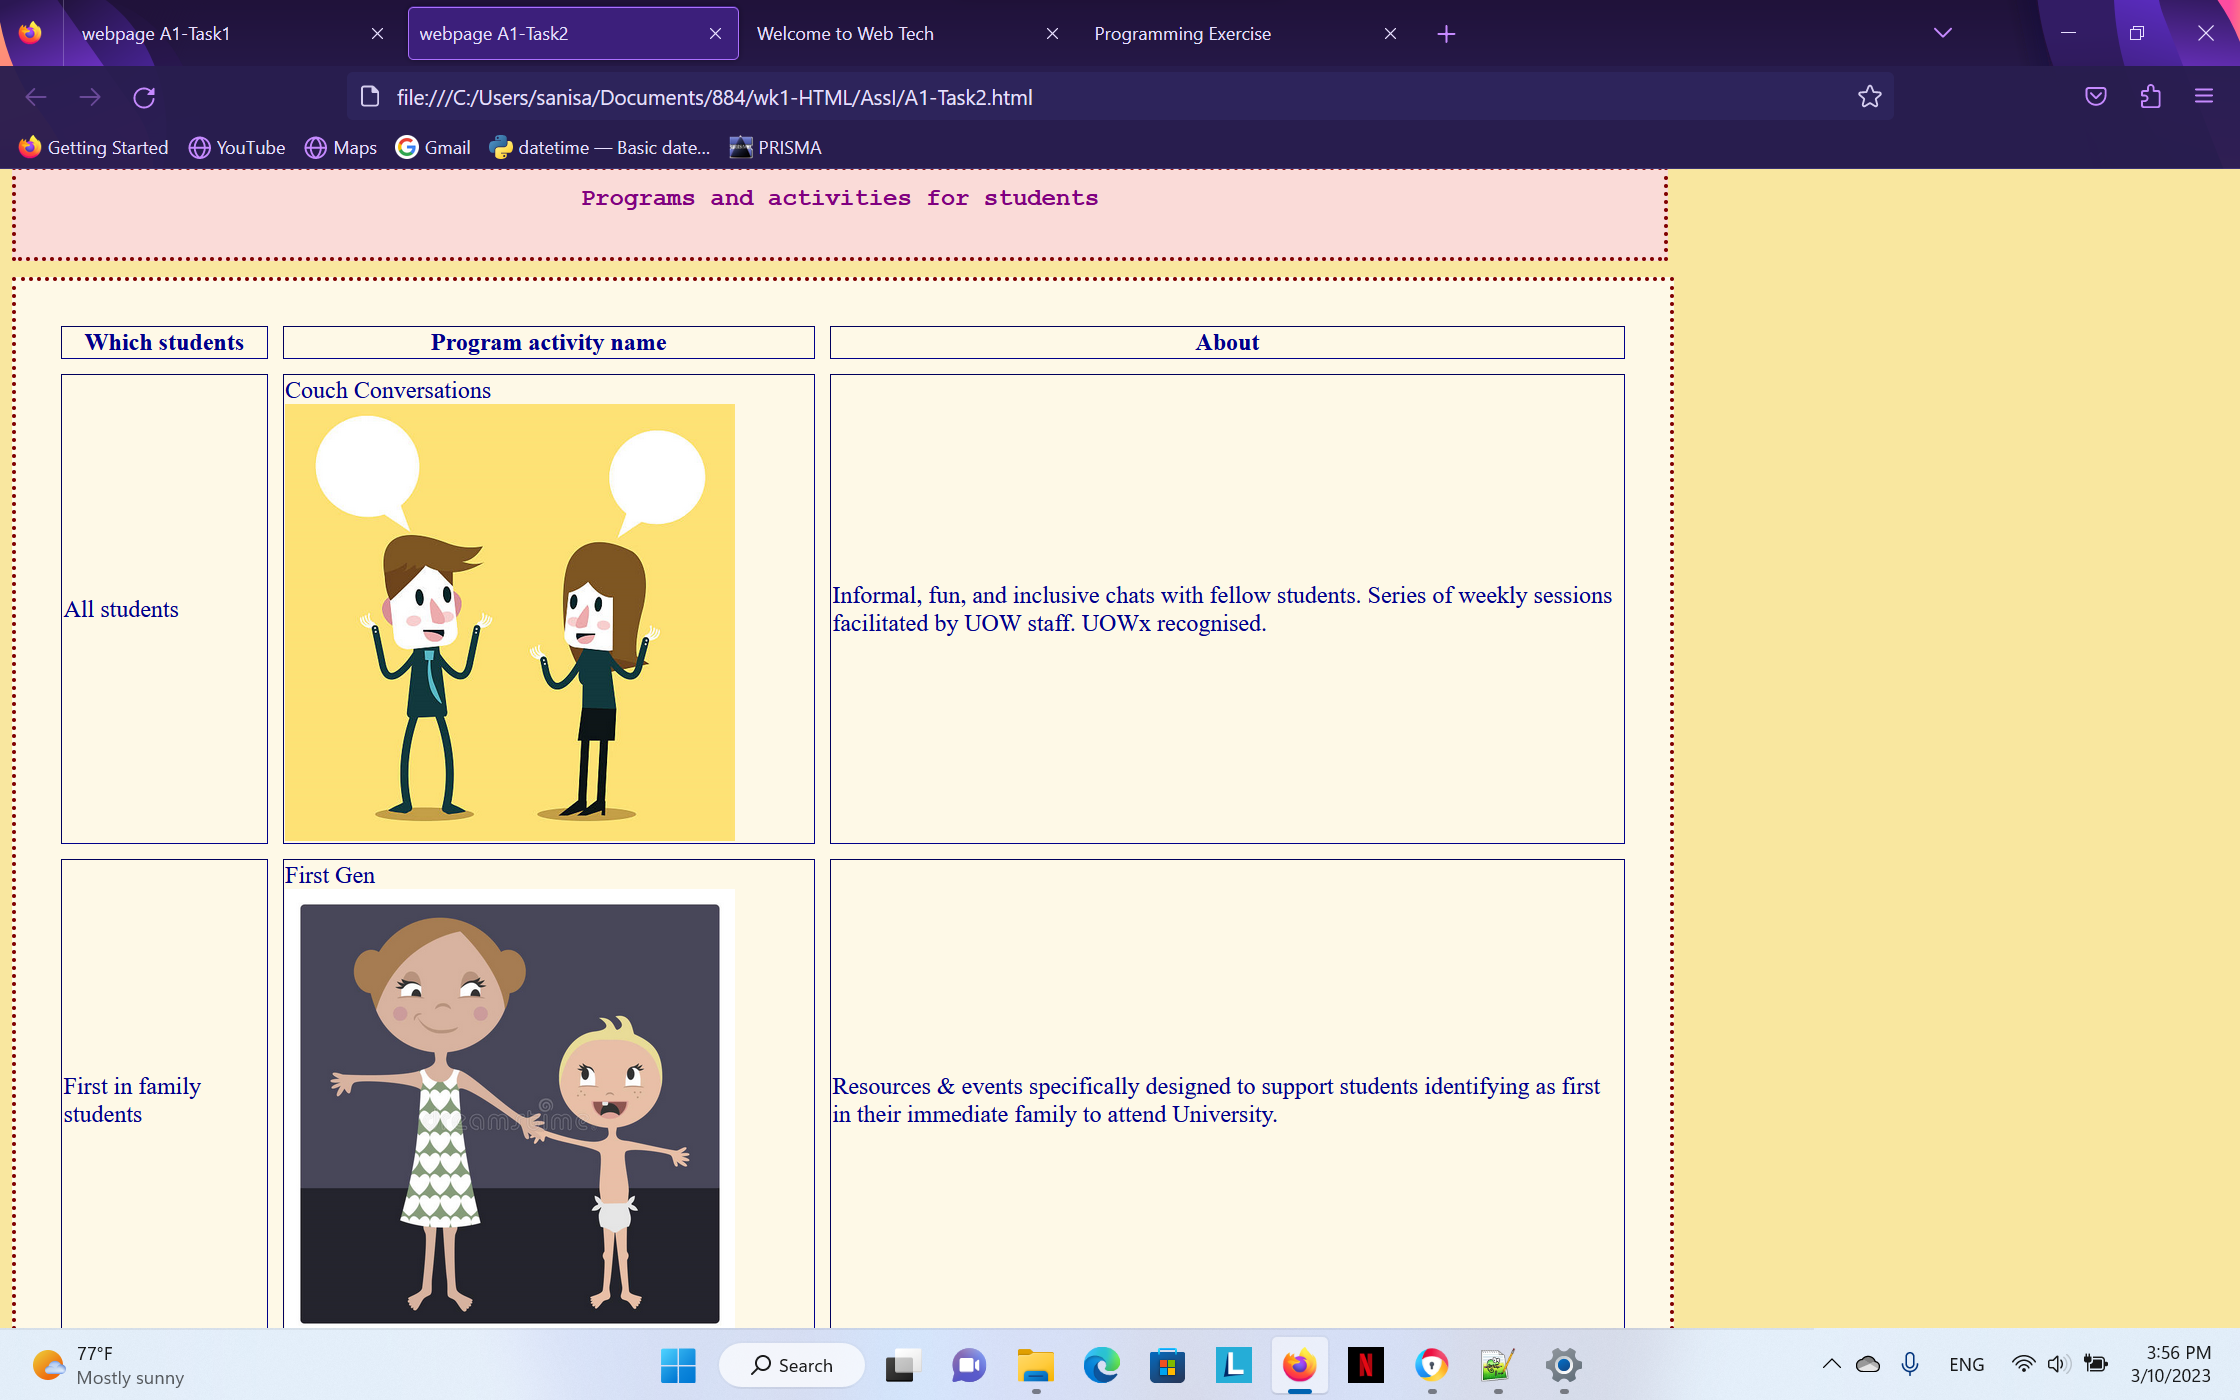 webpage A1-Task1
webpage A1-Task2
Welcome to Web Tech
Programming Exercise
file:///C:/Users/sanisa/Documents/884/wk1-HTML/AssI/A1-Task2.html
Getting Started
YouTube
Maps
Gmail
datetime — Basic date...
PRISMA
Programs and activities for students
Which students
Program activity name
About
All students
Couch Conversations
Informal, fun, and inclusive chats with fellow students. Series of weekly sessions
facilitated by UOW staff. UOWx recognised.
First in family
students
First Gen
Resources & events specifically designed to support students identifying as first
in their immediate family to attend University.
77°F
Mostly sunny
Search
L
N
ENG
3:56 PM
3/10/2023